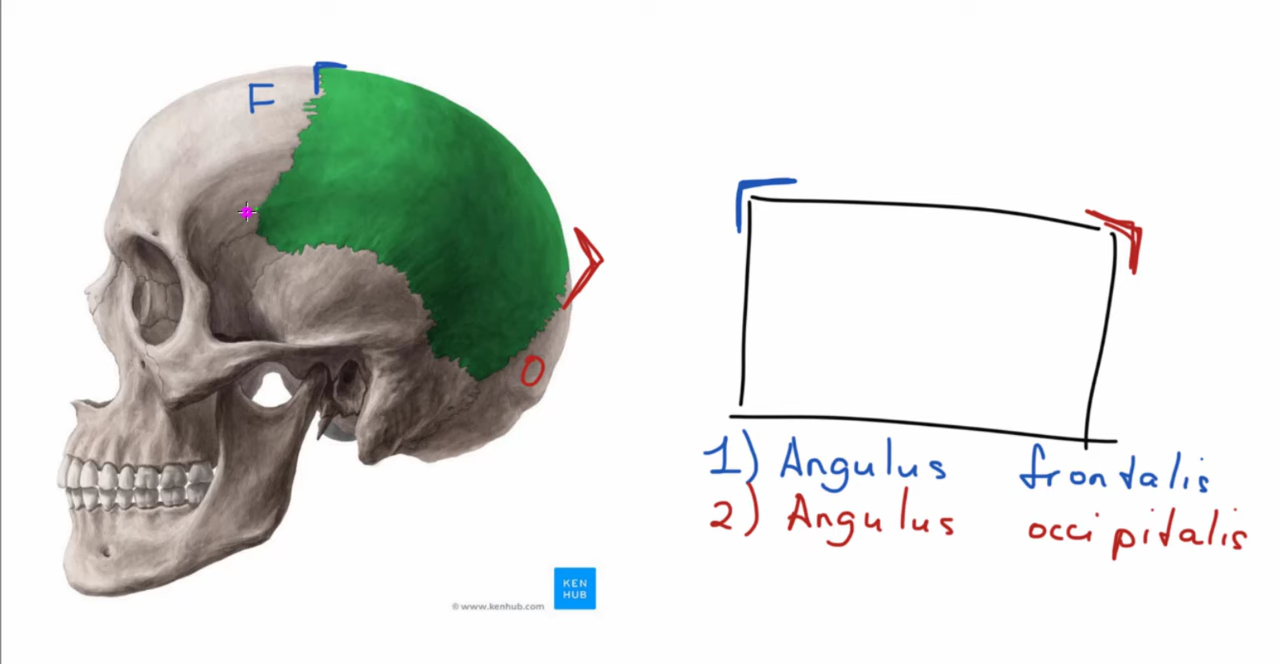 F
O
1) Angulus frontalis
2) Angulus occipitalis
KEN
HUB
© www.kenhub.com